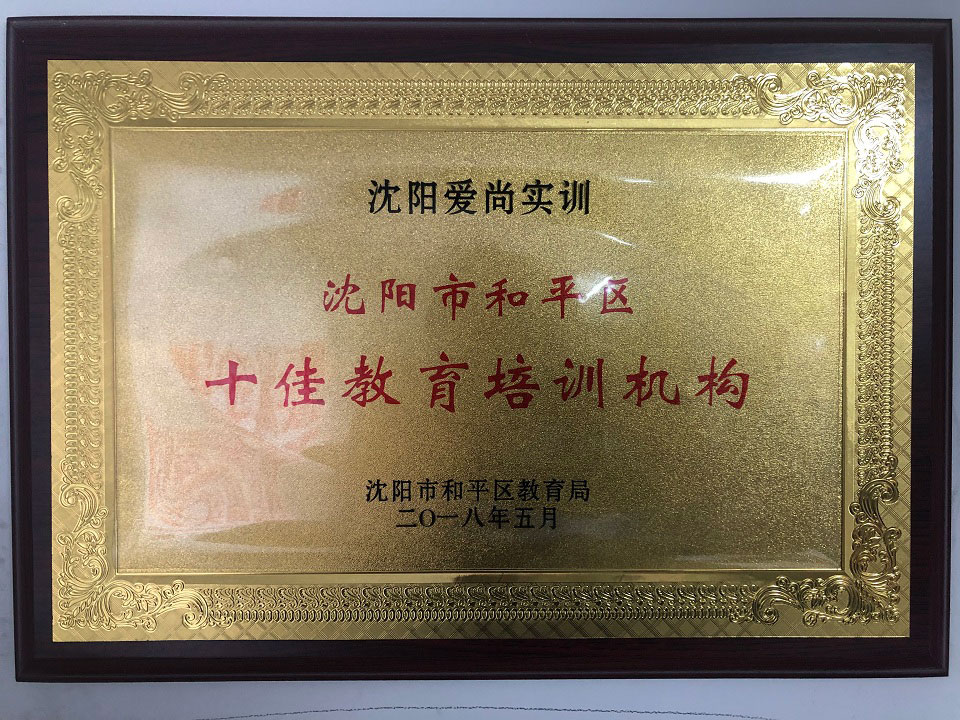 沈阳爱尚实训
沈阳市和平区
十佳教育培训机构
沈阳市和平区教育局
二〇一八年五月